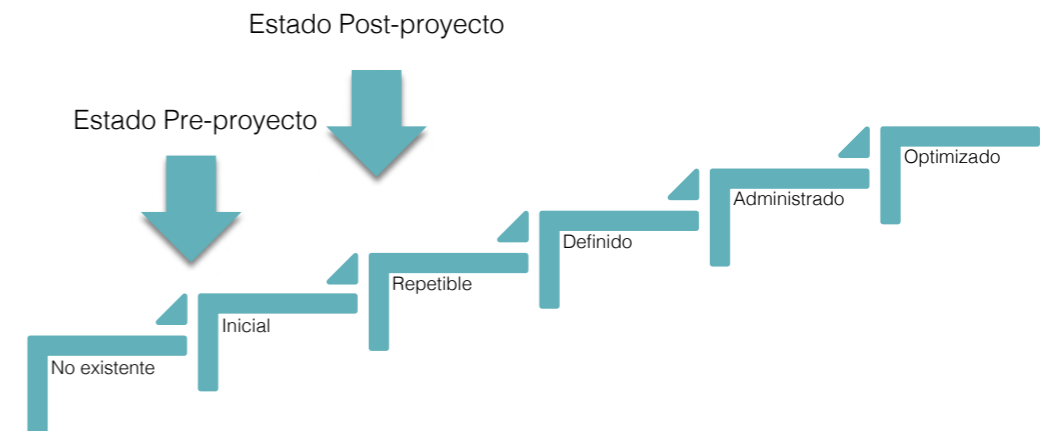 Estado Post-proyecto
Estado Pre-proyecto
Optimizado
Administrado
Definido
Repetible
Inicial
No existente